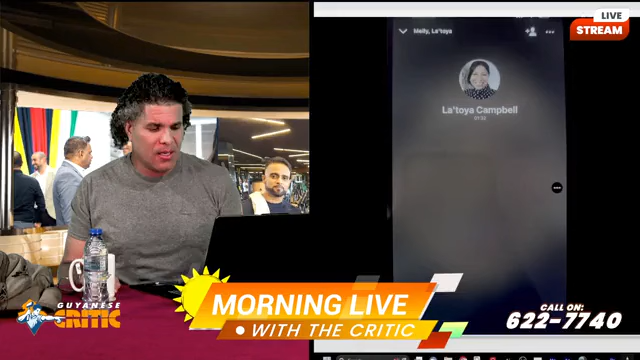 LIVE
STREAM
Melly, La'toya
La'toya Campbell
GUYANESE
CRITIC
MORNING LIVE
• WITH THE CRITIC
CALL ON:
622-7740